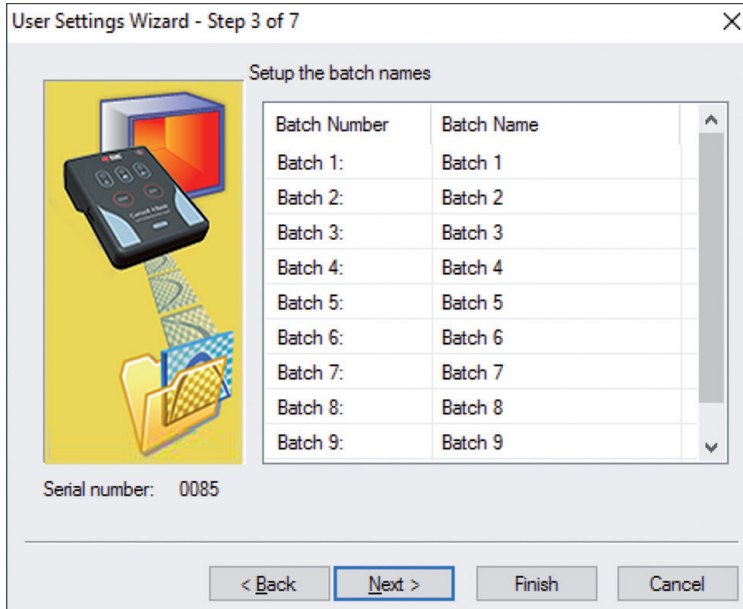 User Settings Wizard - Step 3 of 7
Setup the batch names
Batch Number Batch Name
Batch 1: Batch 1
Batch 2: Batch 2
Batch 3: Batch 3
Batch 4: Batch 4
Batch 5: Batch 5
Batch 6: Batch 6
Batch 7: Batch 7
Batch 8: Batch 8
Batch 9: Batch 9
Serial number: 0085
< Back Next > Finish Cancel